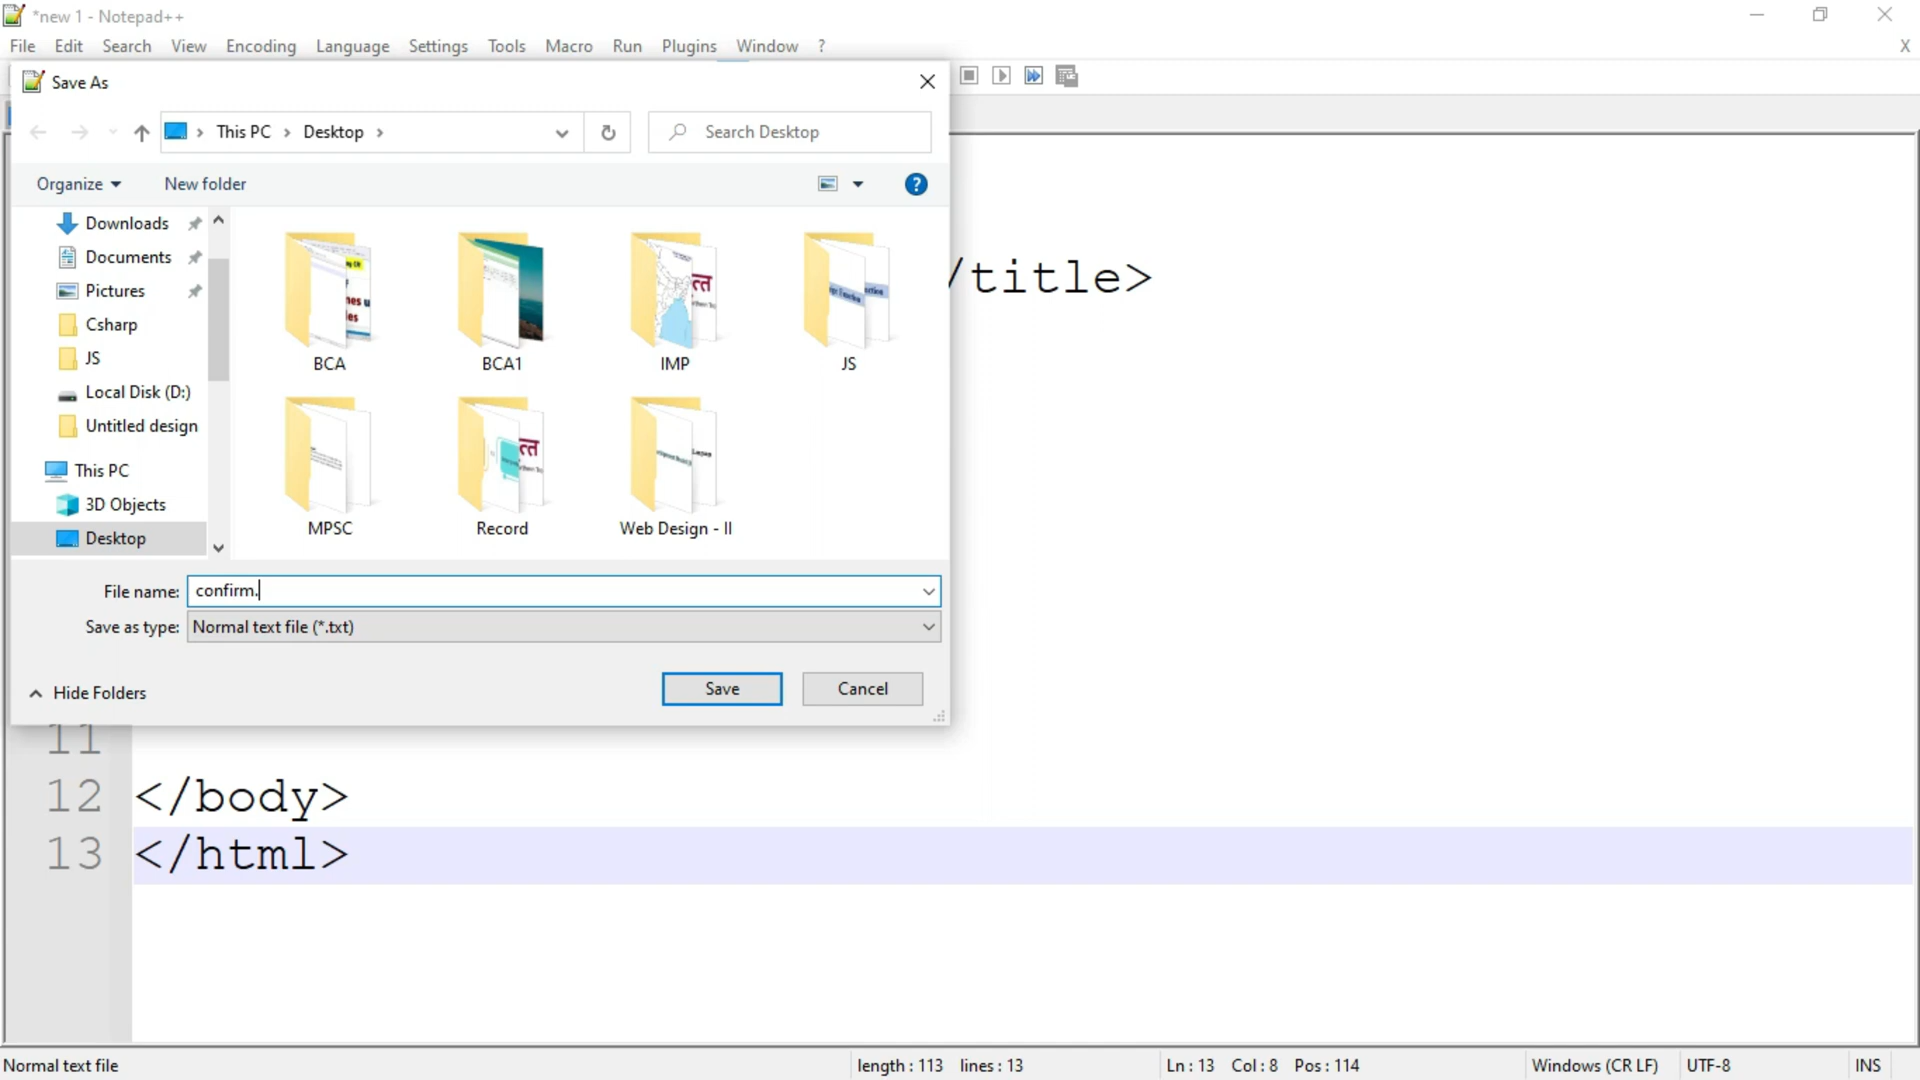 *new 1 - Notepad++
File Edit Search View Encoding Language Settings Tools Macro Run Plugins Window ? X
Save As
This PC > Desktop >
Search Desktop
Organize New folder ?
Downloads
Documents
Pictures
Csharp
JS
Local Disk (D:)
Untitled design
This PC
3D Objects
Desktop
BCA BCA1 IMP JS
MPSC Record Web Design - II
File name: confirm.
Save as type: Normal text file (*.txt)
Hide Folders Save Cancel
/title>
11
12 </body>
13 </html>
Normal text file length : 113 lines : 13 Ln : 13 Col : 8 Pos : 114 Windows (CR LF) UTF-8 INS